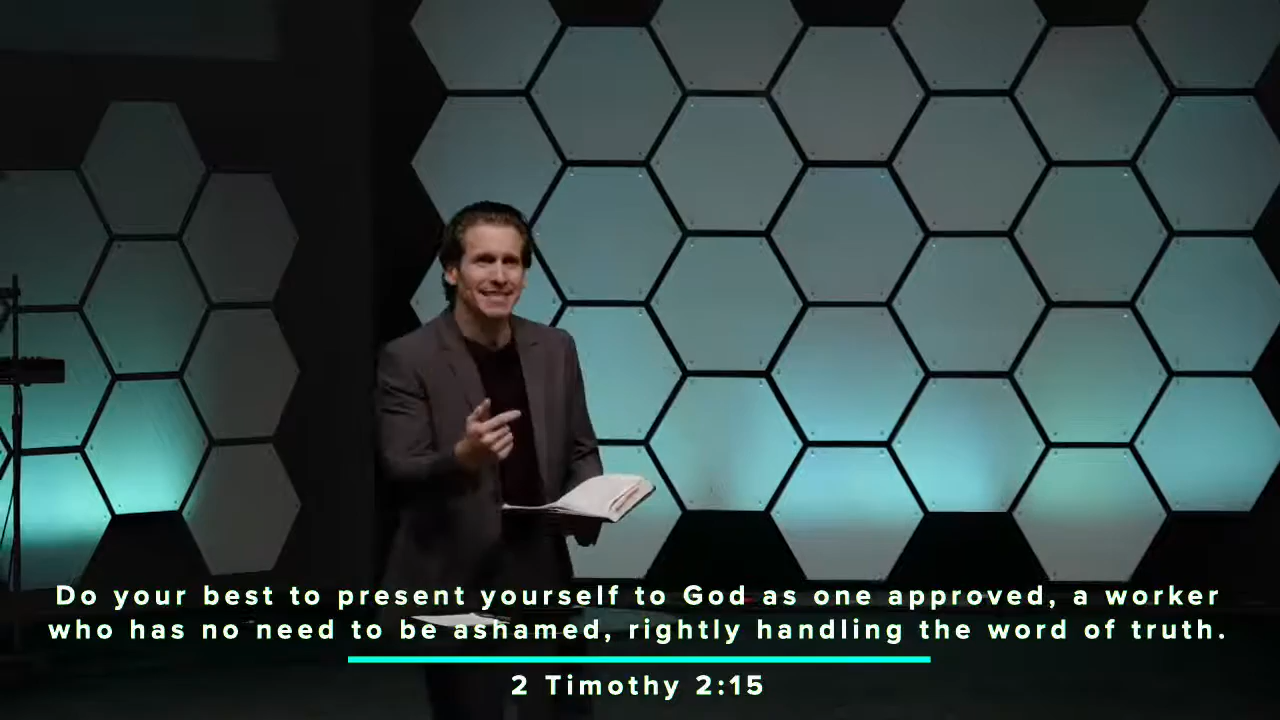 Do your best to present yourself to God as one approved, a worker
who has no need to be ashamed, rightly handling the word of truth.
2 Timothy 2:15